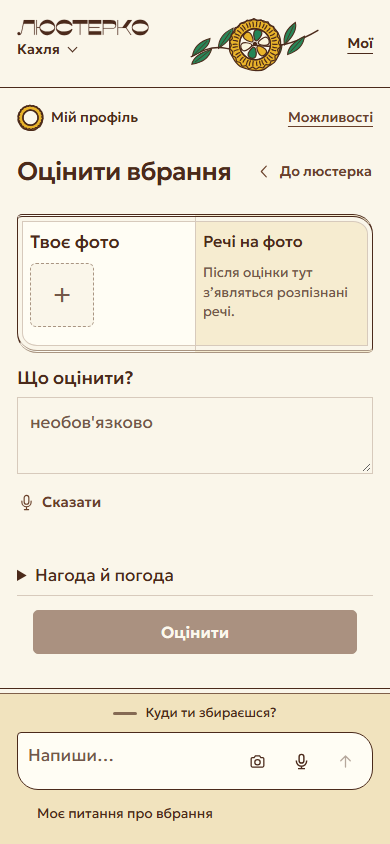 ЛЮСТЕРКО
Кахля
Мої
Мій профіль
Можливості
Оцінити вбрання
До люстерка
Твоє фото
Речі на фото
Після оцінки тут
з’являться розпізнані
речі.
Що оцінити?
необов'язково
Сказати
Нагода й погода
Оцінити
Куди ти збираєшся?
Напиши...
Моє питання про вбрання